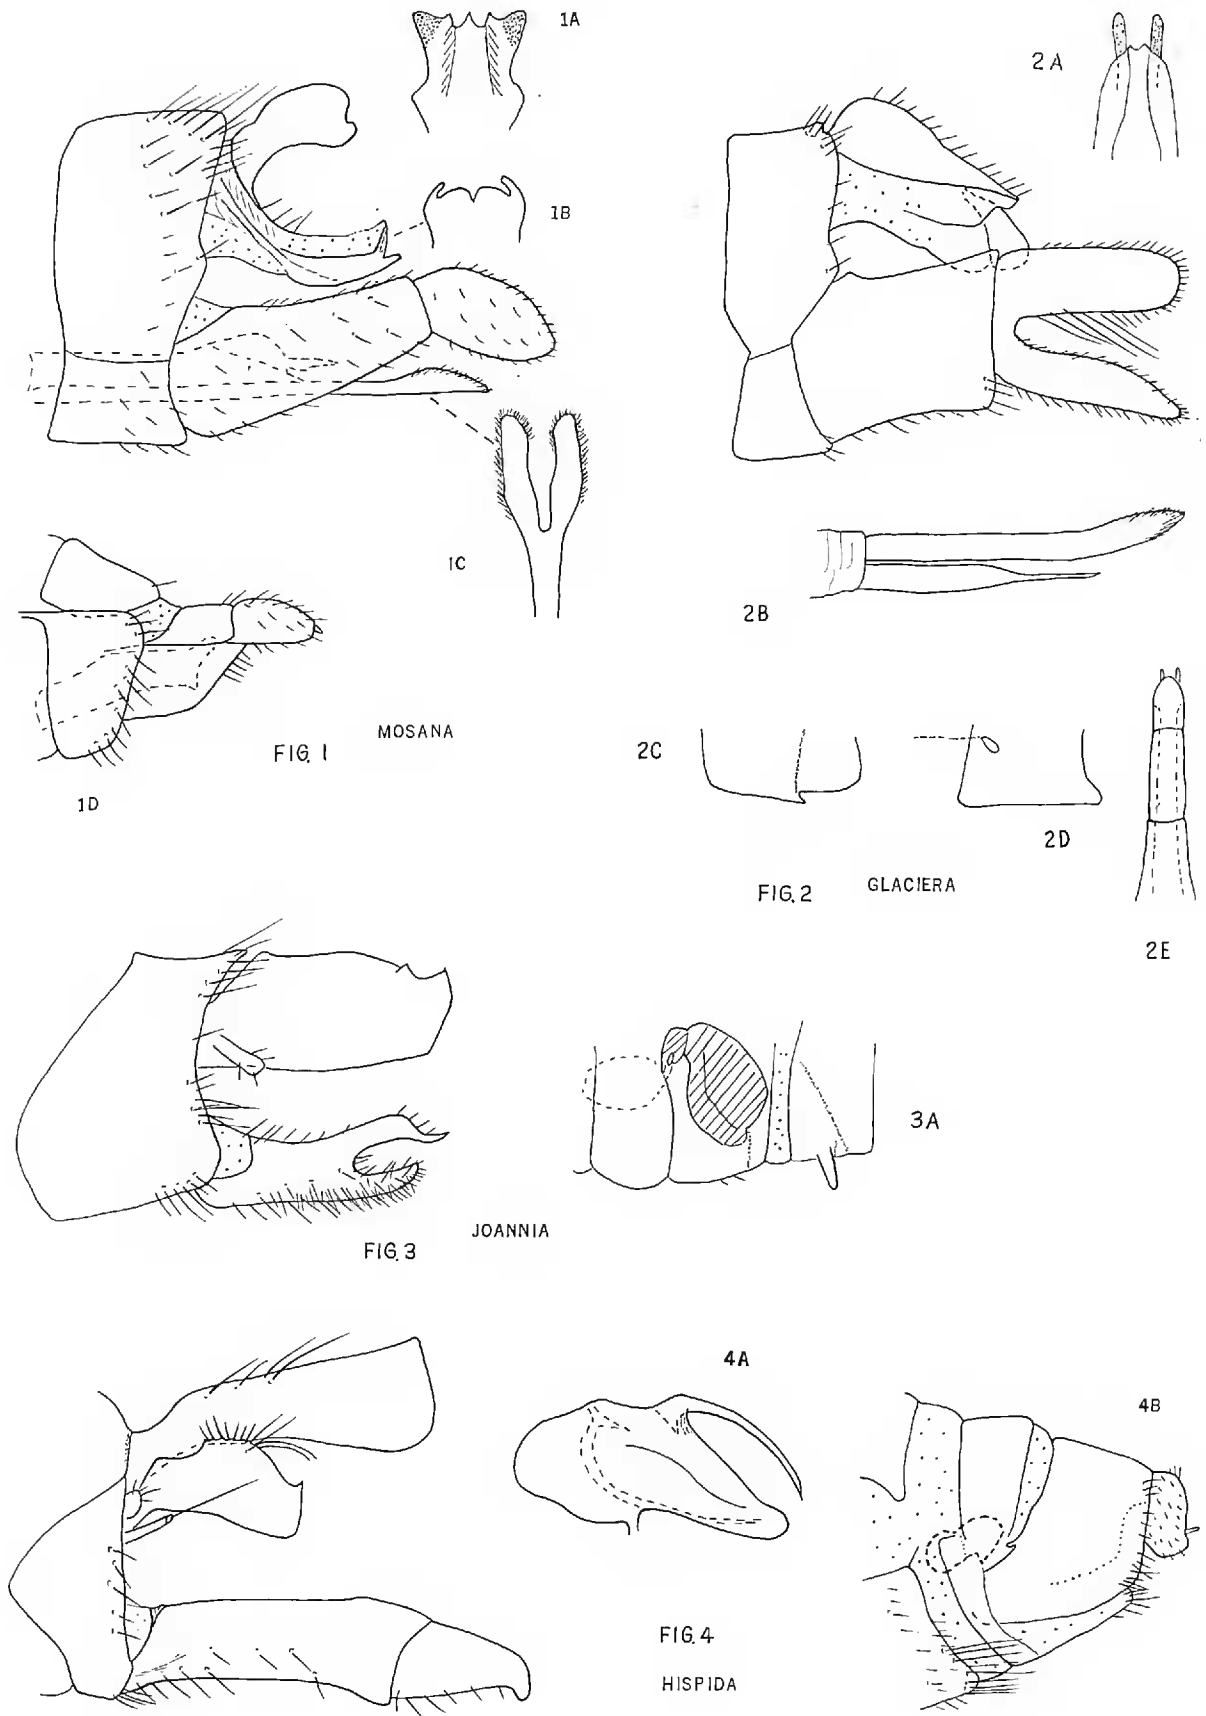 1A
2A
1B
1C
2B
FIG. 1
MOSANA
1D
2C
2D
FIG. 2
GLACIERA
2E
3A
FIG. 3
JOANNIA
4A
4B
FIG. 4
HISPIDA